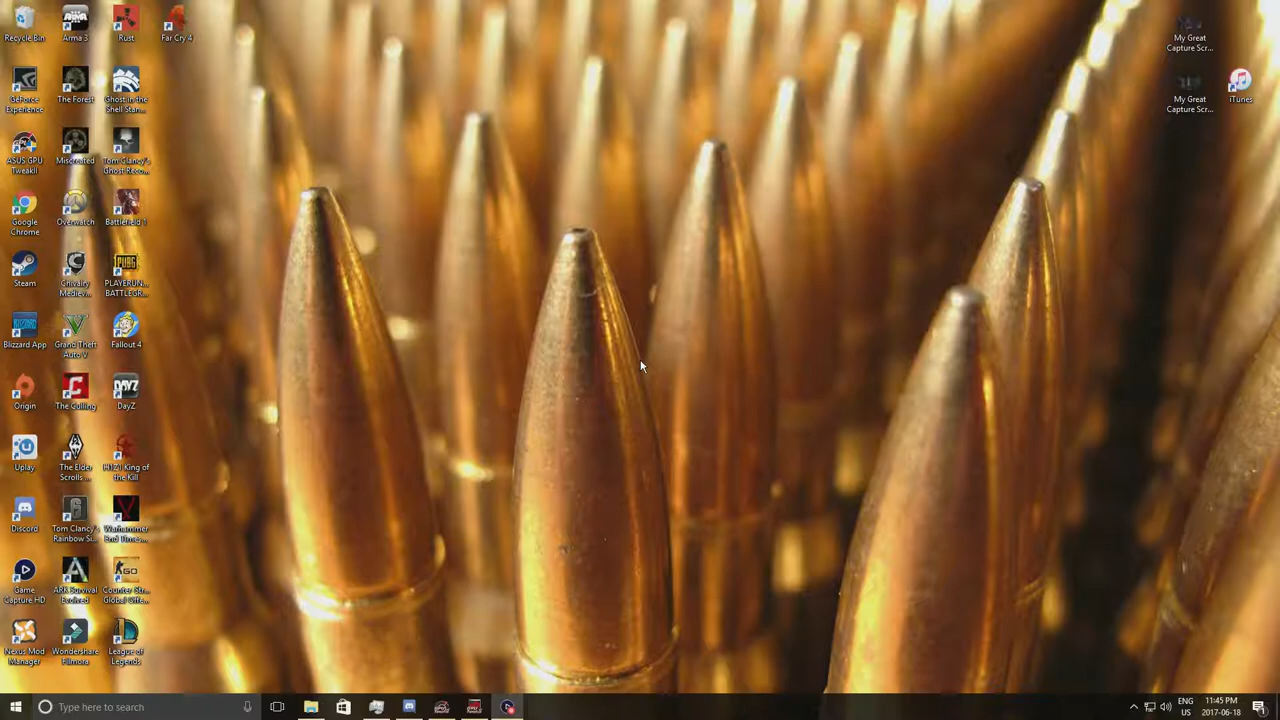 Recycle Bin
Arma 3
Rust
Far Cry 4
GeForce
Experience
The Forest
Ghost in the
Shell Stan...
ASUS GPU
TweakII
Miscreated
Tom Clancy's
Ghost Reco...
Google
Chrome
Overwatch
Battlefield 1
Steam
Chivalry
Mediev...
PLAYERUN...
BATTLEGR...
Blizzard App
Grand Theft
Auto V
Fallout 4
Origin
The Culling
DayZ
Uplay
The Elder
Scrolls ...
H1Z1 King of
the Kill
Discord
Tom Clancy's
Rainbow Si...
Warhammer
End Times...
Game
Capture HD
ARK Survival
Evolved
Counter-Str...
Global Offe...
Nexus Mod
Manager
Wondershare
Filmora
League of
Legends
My Great
Capture Scr...
My Great
Capture Scr...
iTunes
Type here to search
ENG
US
11:45 PM
2017-06-18